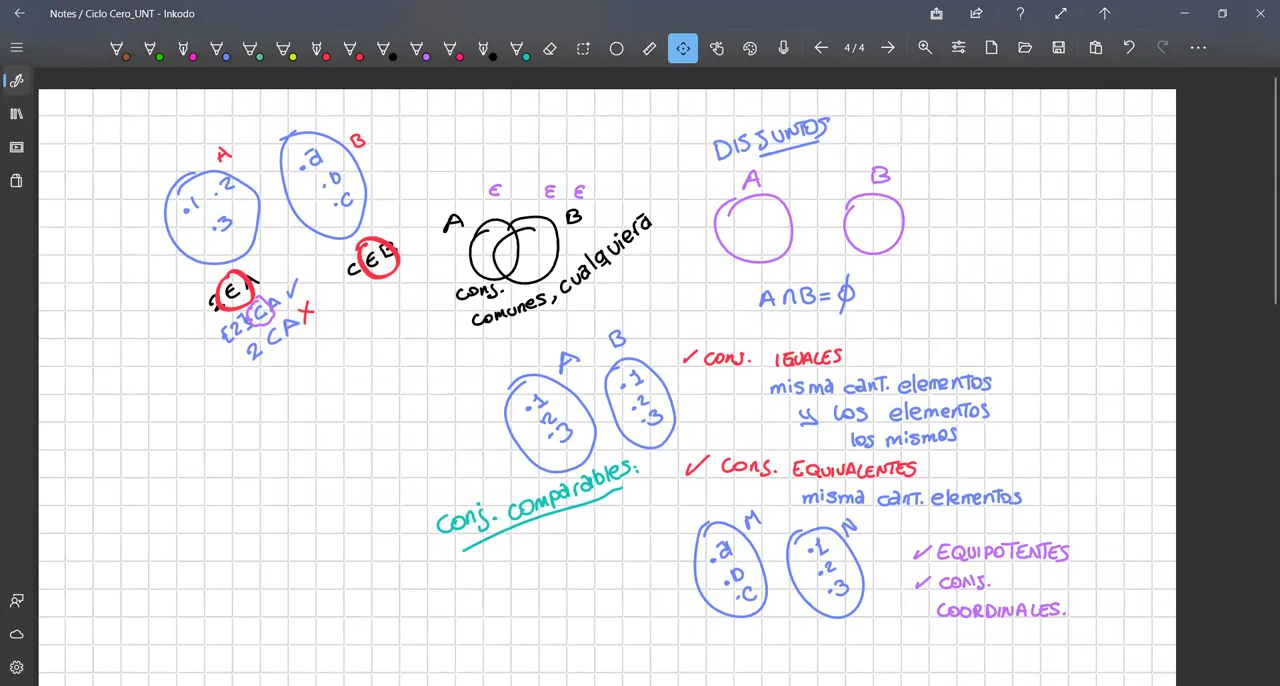 Notes / Ciclo Cero_UNT - Inkodo
4 / 4
A
.1 .2
.3
B
.a
.b
.c
c ∈ B
2 ∈ A
{2} ⊂ A ✓
2 ⊂ A ✗
∈ ∈ ∈
A B
conj.
comunes, cualquiera
DISJUNTOS
A B
A ∩ B = ∅
A B
.1
.2
.3
.1
.2
.3
✓ CONJ. IGUALES
misma cant. elementos
y los elementos
los mismos
Conj. comparables:
✓ CONJ. EQUIVALENTES
misma cant. elementos
M N
.a
.b
.c
.1
.2
.3
✓ EQUIPOTENTES
✓ CONJ.
COORDINALES.